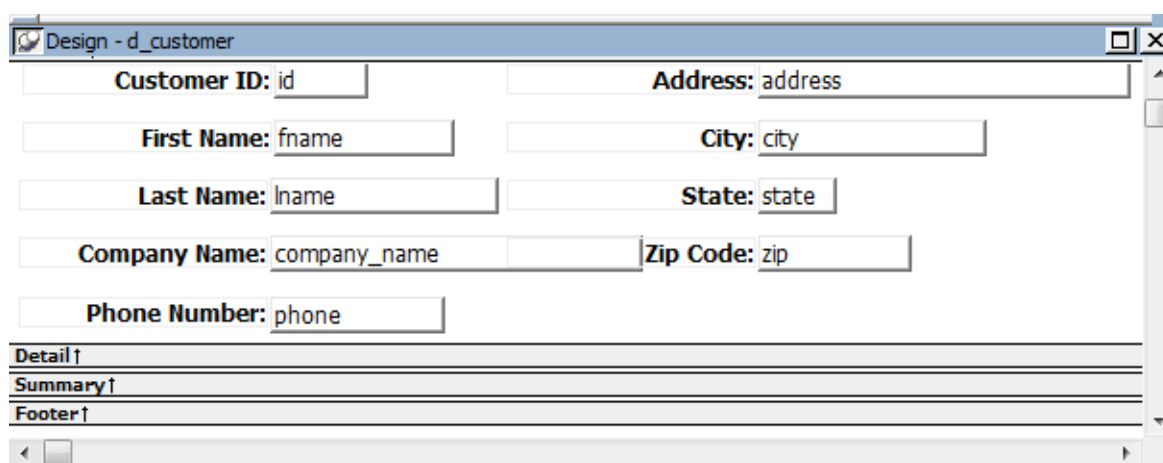 Design - d_customer
Customer ID: id Address: address
First Name: fname City: city
Last Name: lname State: state
Company Name: company_name Zip Code: zip
Phone Number: phone
Detail↑
Summary↑
Footer↑